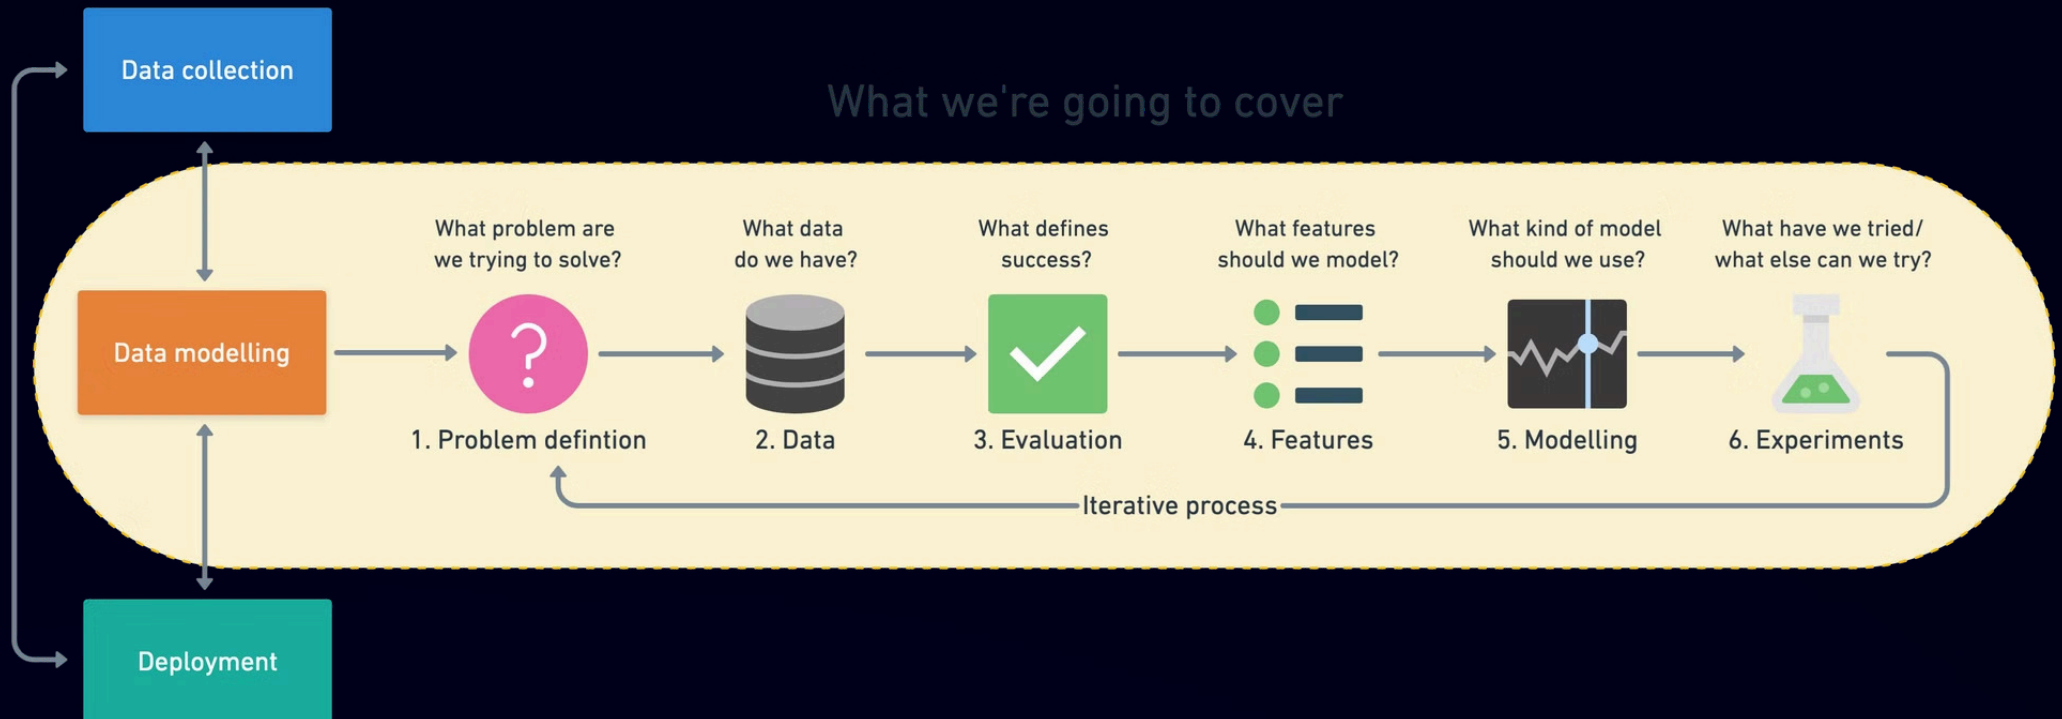 Data collection
What we're going to cover
What problem are
we trying to solve?
What data
do we have?
What defines
success?
What features
should we model?
What kind of model
should we use?
What have we tried/
what else can we try?
Data modelling
1. Problem defintion
2. Data
3. Evaluation
4. Features
5. Modelling
6. Experiments
Iterative process
Deployment